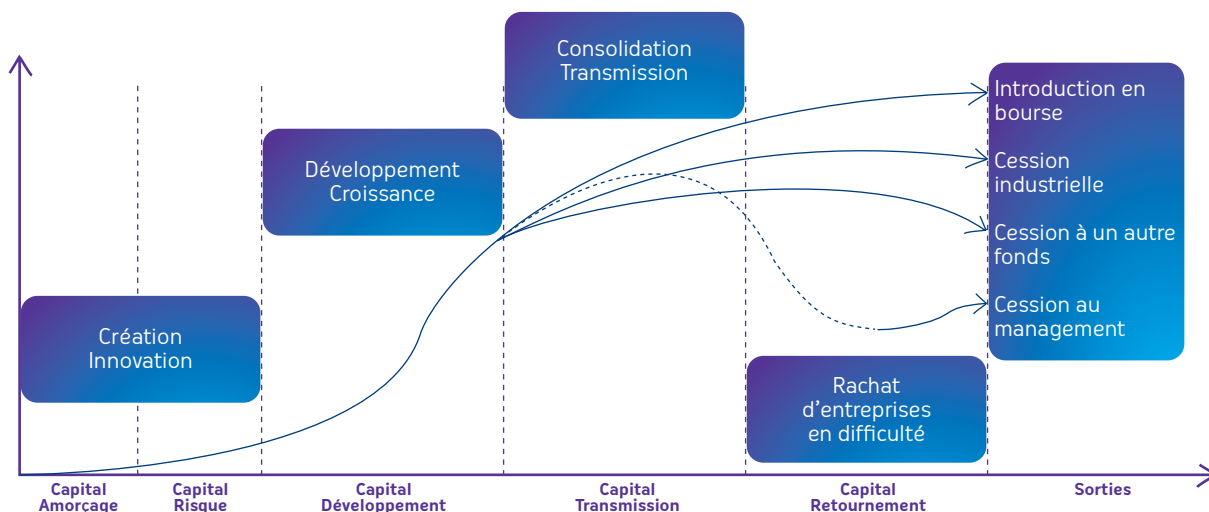 Consolidation
Transmission
Développement
Croissance
Création
Innovation
Introduction en
bourse
Cession
industrielle
Cession à un autre
fonds
Cession au
management
Rachat
d'entreprises
en difficulté
Capital
Amorçage
Capital
Risque
Capital
Développement
Capital
Transmission
Capital
Retournement
Sorties